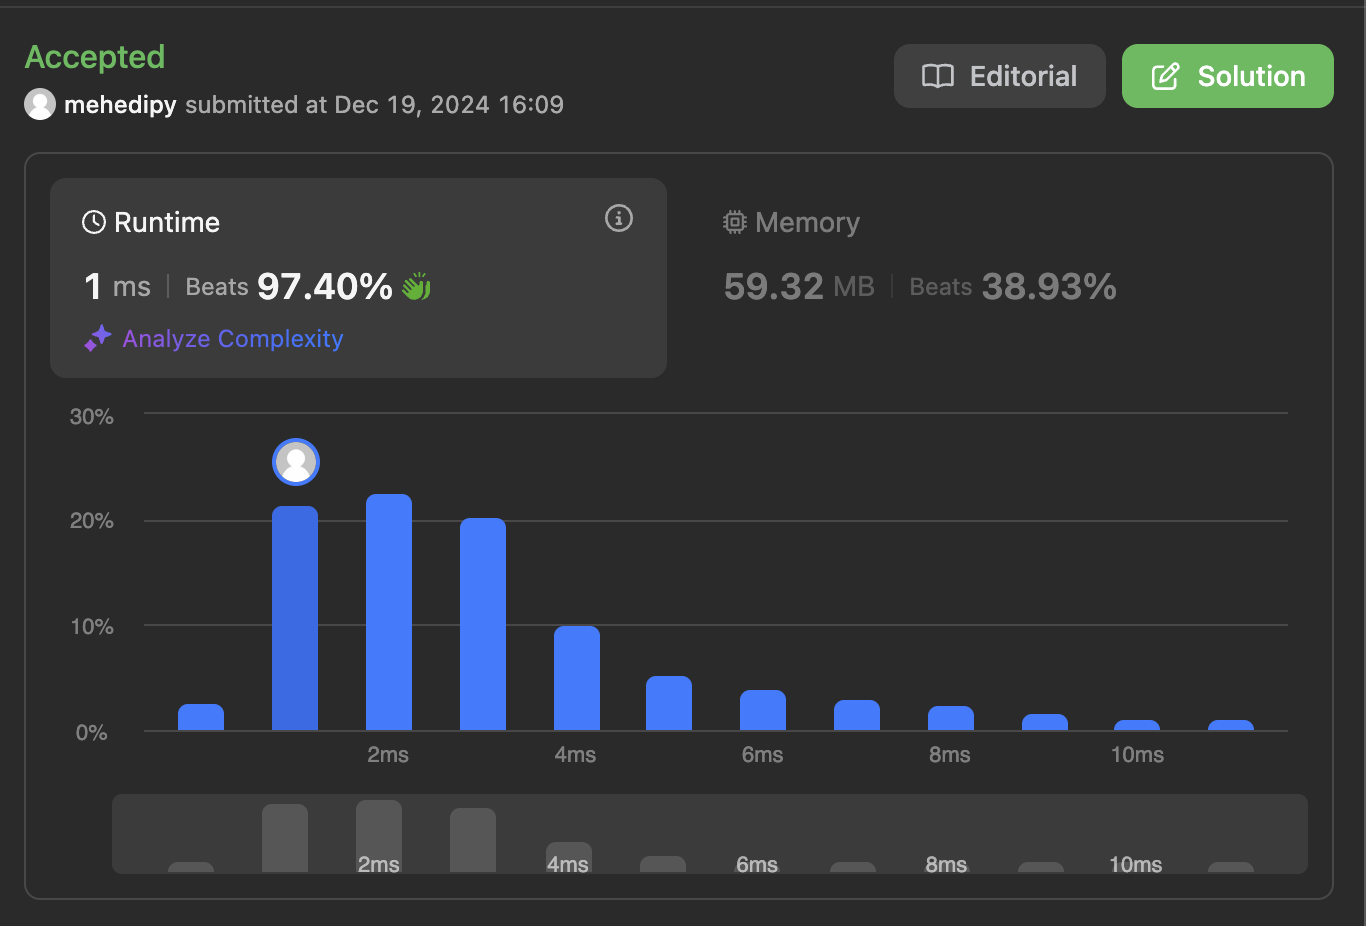 Accepted
mehedipy submitted at Dec 19, 2024 16:09
Editorial
Solution
Runtime
1 ms | Beats 97.40%
Analyze Complexity
Memory
59.32 MB | Beats 38.93%
30%
20%
10%
0%
2ms 4ms 6ms 8ms 10ms
2ms 4ms 6ms 8ms 10ms